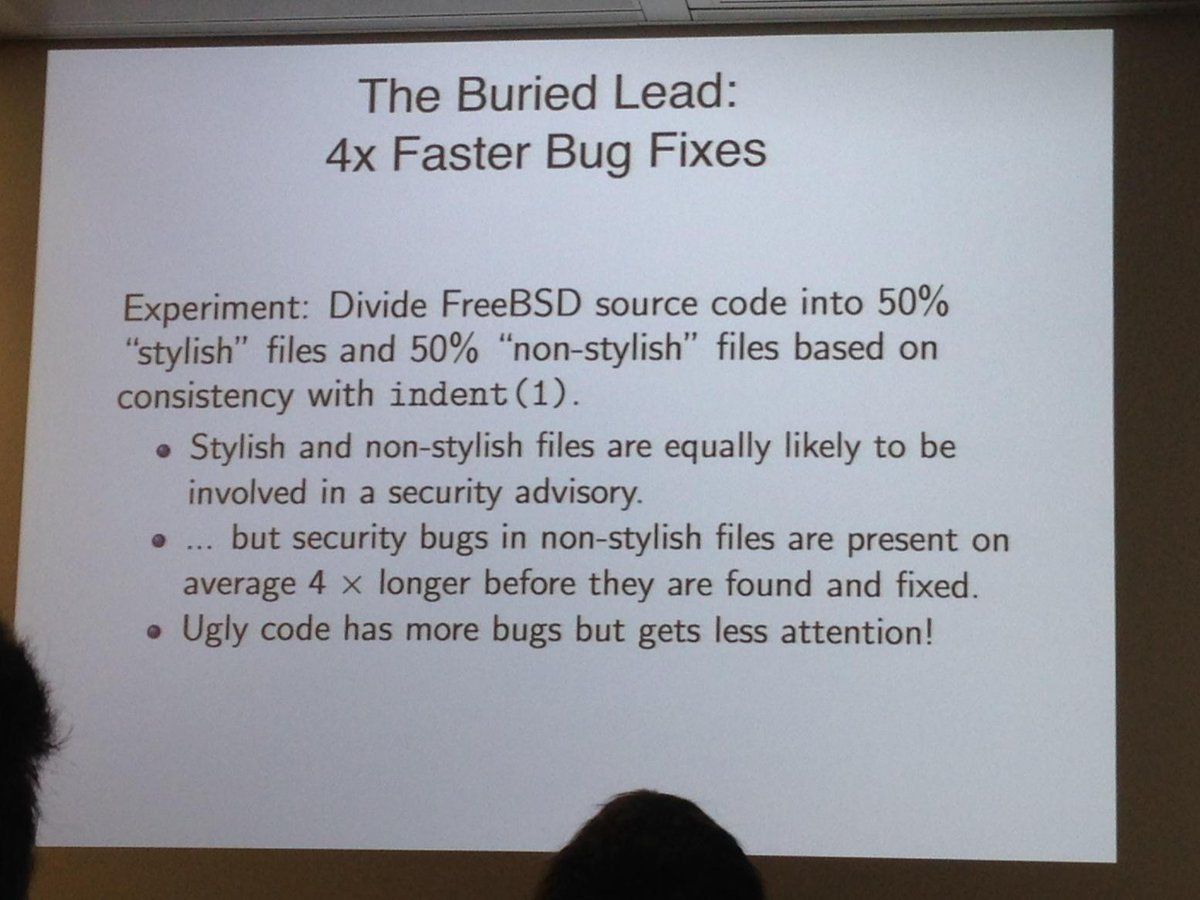 The Buried Lead:
4x Faster Bug Fixes
Experiment: Divide FreeBSD source code into 50%
“stylish” files and 50% “non-stylish” files based on
consistency with indent(1).
• Stylish and non-stylish files are equally likely to be
involved in a security advisory.
• ... but security bugs in non-stylish files are present on
average 4 × longer before they are found and fixed.
• Ugly code has more bugs but gets less attention!